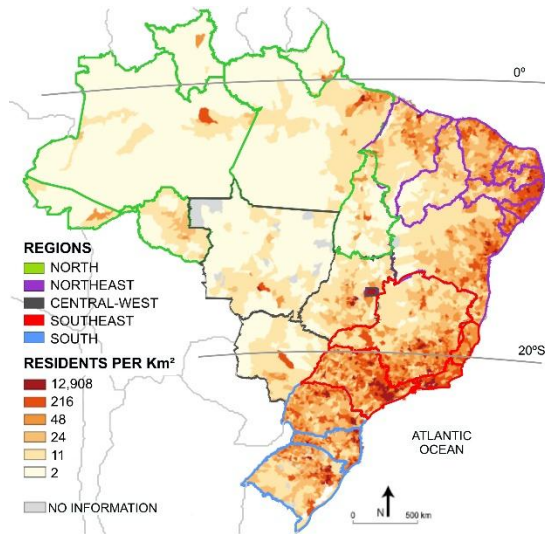 0º
REGIONS
NORTH
NORTHEAST
CENTRAL-WEST
SOUTHEAST
SOUTH
RESIDENTS PER Km²
12,908
216
48
24
11
2
NO INFORMATION
20ºS
ATLANTIC
OCEAN
N
0 500 km